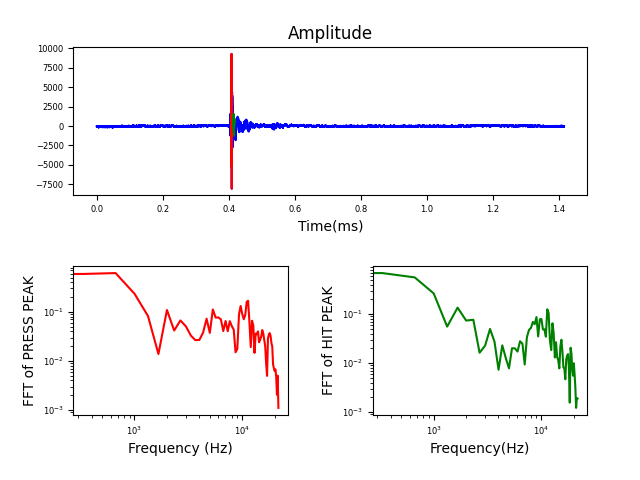 Amplitude
10000
7500
5000
2500
0
−2500
−5000
−7500
0.0 0.2 0.4 0.6 0.8 1.0 1.2 1.4
Time(ms)
FFT of PRESS PEAK
10⁻¹
10⁻²
10⁻³
10³ 10⁴
Frequency (Hz)
FFT of HIT PEAK
10⁻¹
10⁻²
10⁻³
10³ 10⁴
Frequency(Hz)